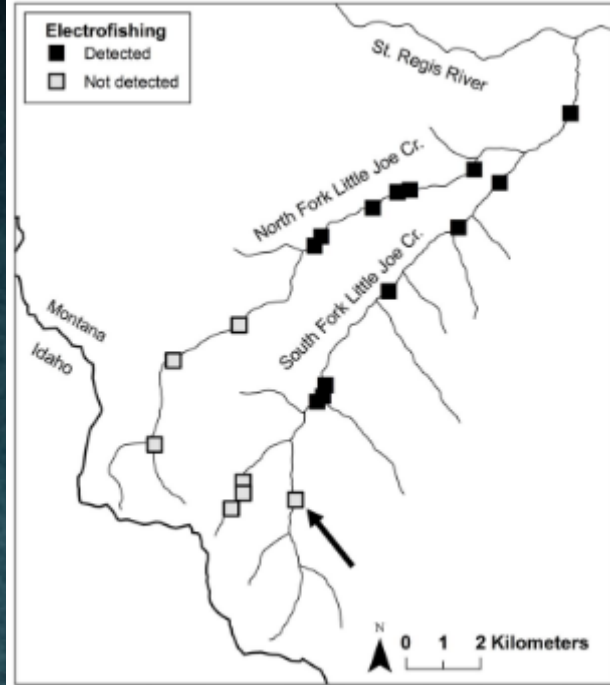 Electrofishing
Detected
Not detected
St. Regis River
North Fork Little Joe Cr.
South Fork Little Joe Cr.
Montana
Idaho
N
0 1 2 Kilometers